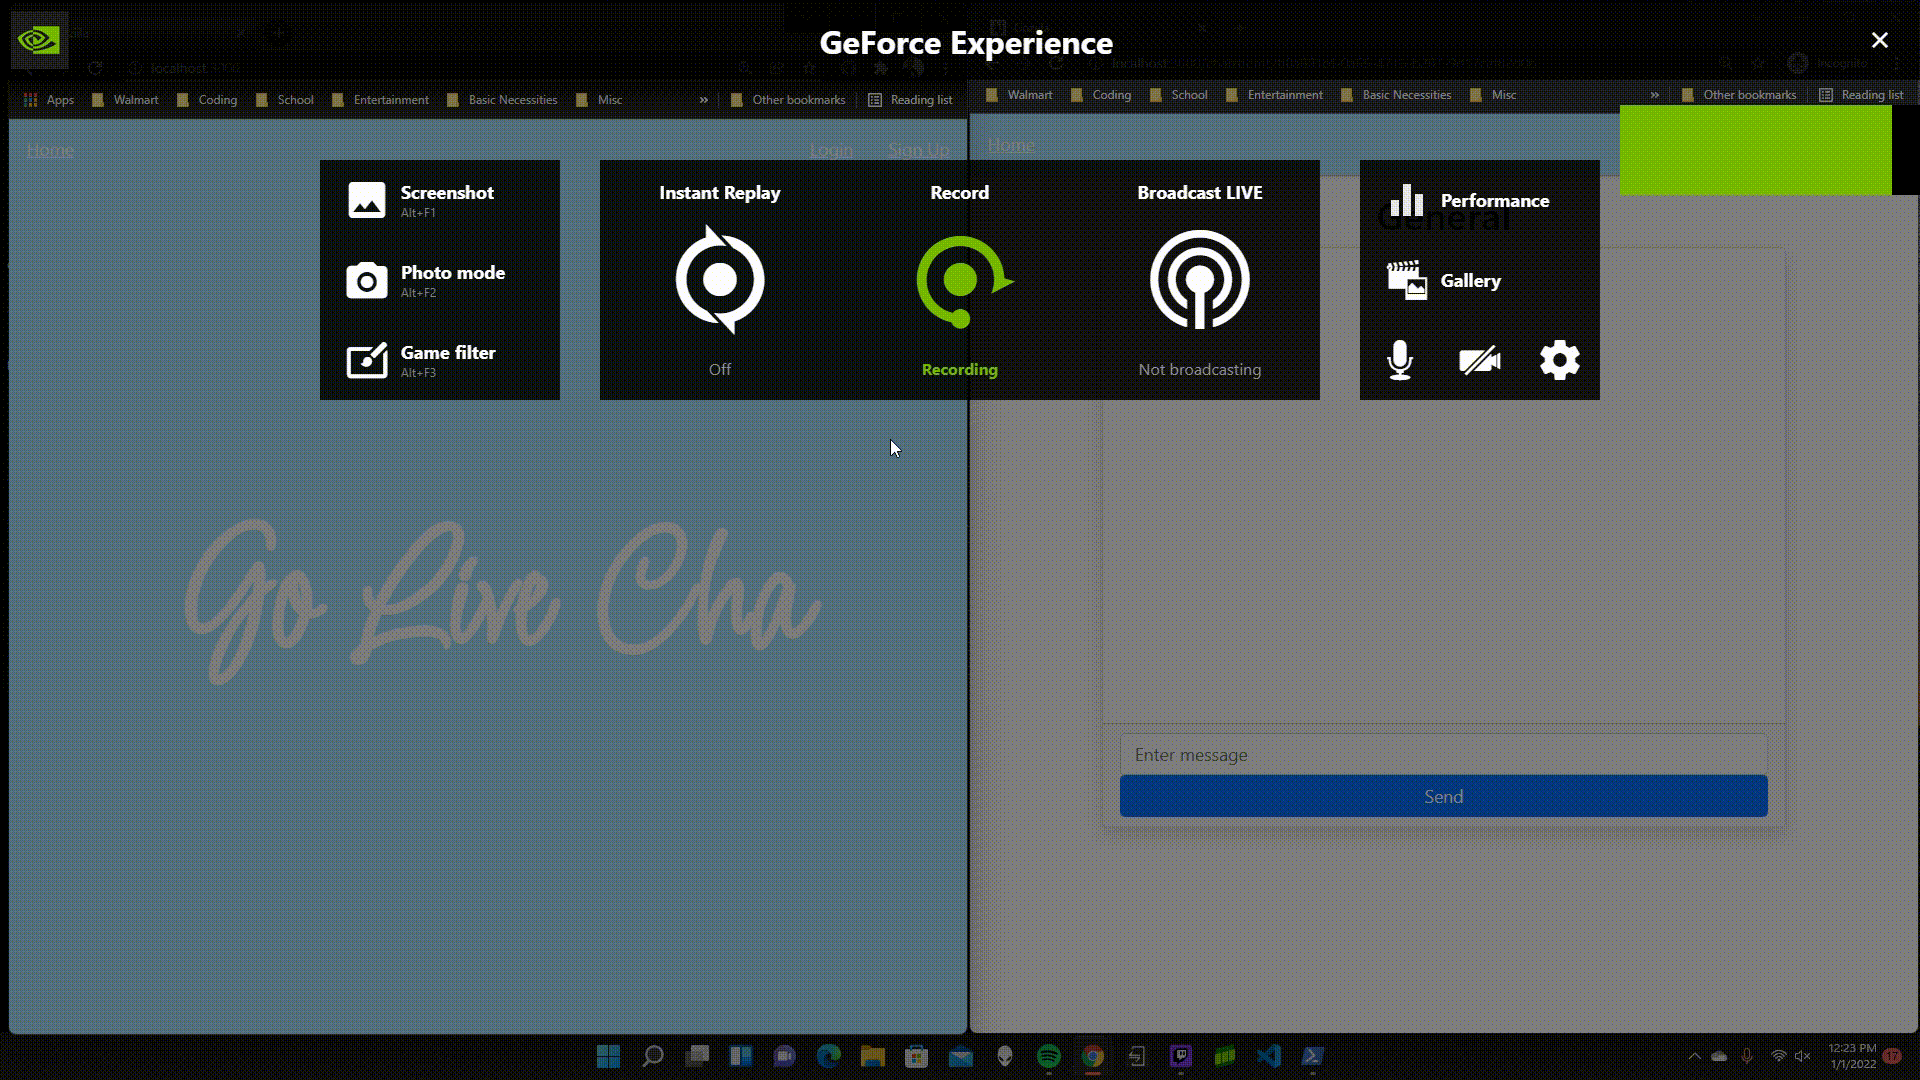 GeForce Experience
localhost:3000
Apps Walmart Coding School Entertainment Basic Necessities Misc » Other bookmarks Reading list
Walmart Coding School Entertainment Basic Necessities Misc » Other bookmarks Reading list
Home Login Sign Up
Home
Screenshot
Alt+F1
Photo mode
Alt+F2
Game filter
Alt+F3
Instant Replay
Off
Record
Recording
Broadcast LIVE
Not broadcasting
Performance
General
Gallery
Go Live Cha
Enter message
Send
12:23 PM
1/1/2022
17